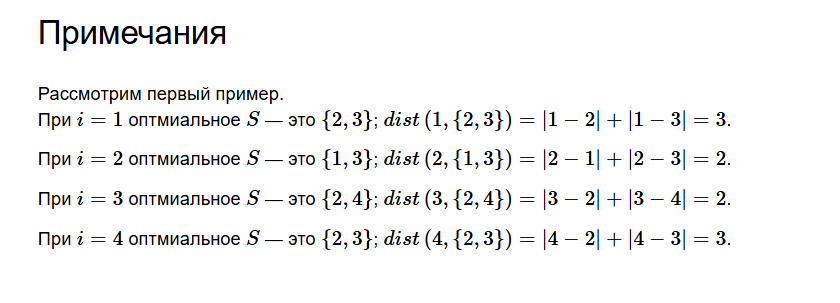 Примечания
Рассмотрим первый пример.
При i = 1 оптмиальное S — это {2, 3}; dist (1, {2, 3}) = |1 − 2| + |1 − 3| = 3.
При i = 2 оптмиальное S — это {1, 3}; dist (2, {1, 3}) = |2 − 1| + |2 − 3| = 2.
При i = 3 оптмиальное S — это {2, 4}; dist (3, {2, 4}) = |3 − 2| + |3 − 4| = 2.
При i = 4 оптмиальное S — это {2, 3}; dist (4, {2, 3}) = |4 − 2| + |4 − 3| = 3.